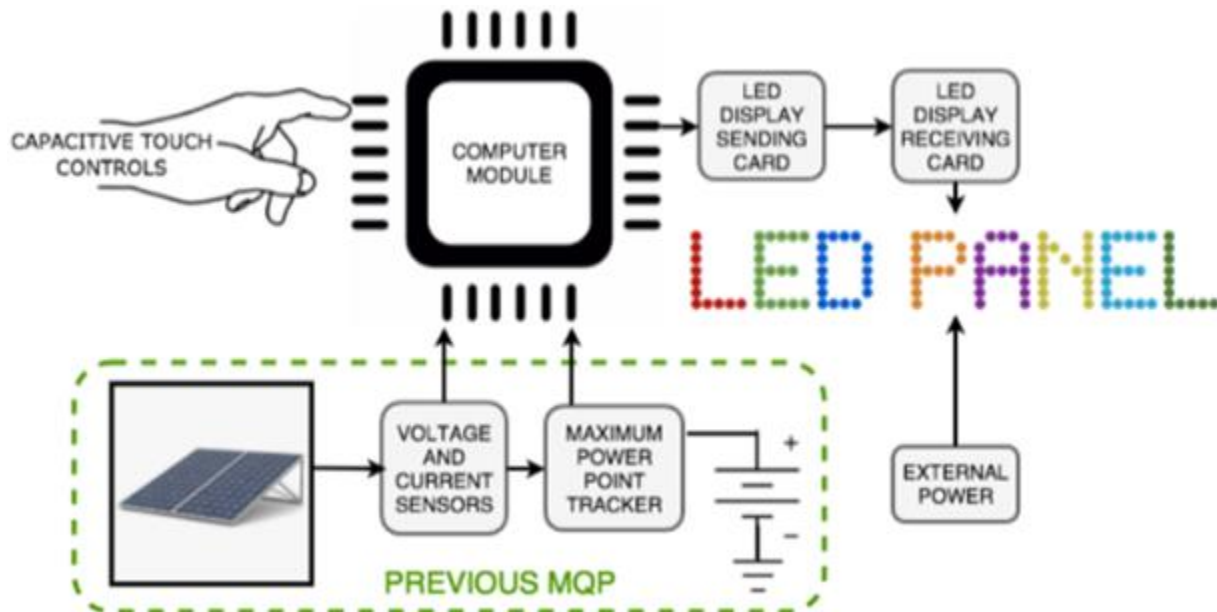 CAPACITIVE TOUCH
CONTROLS
COMPUTER
MODULE
LED
DISPLAY
SENDING
CARD
LED
DISPLAY
RECEIVING
CARD
LED PANEL
VOLTAGE
AND
CURRENT
SENSORS
MAXIMUM
POWER
POINT
TRACKER
+
-
EXTERNAL
POWER
PREVIOUS MQP